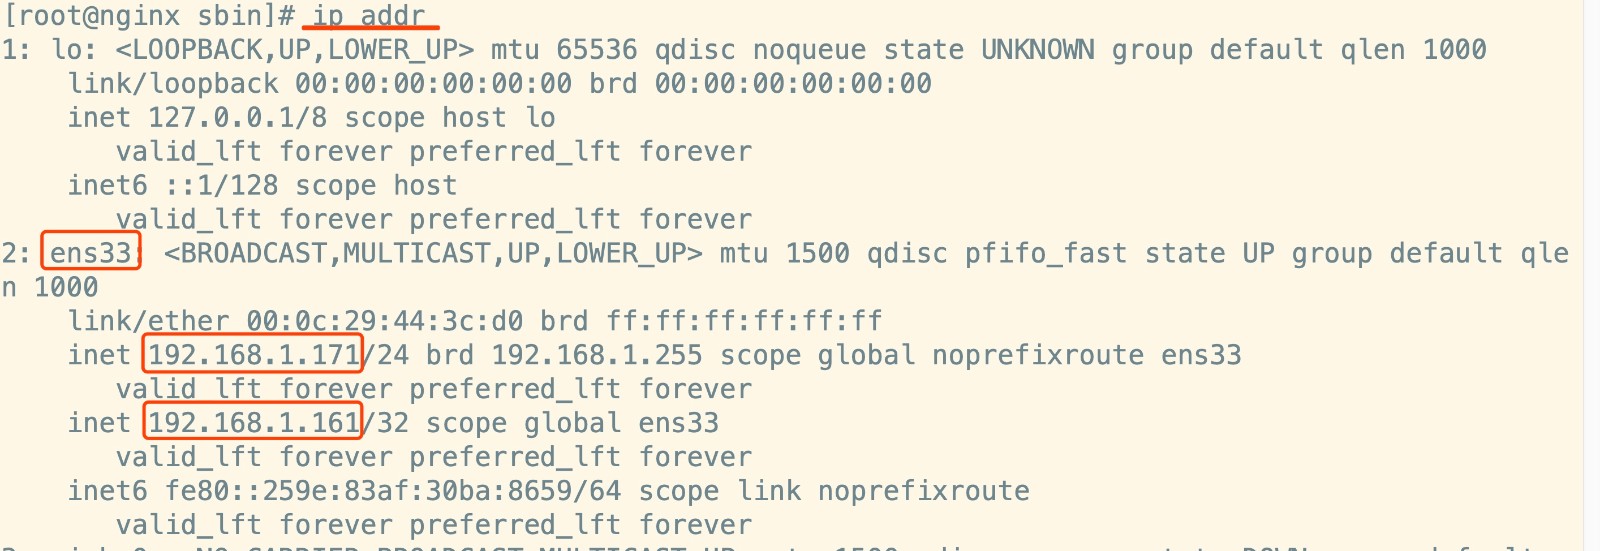 [root@nginx sbin]# ip addr
1: lo: <LOOPBACK,UP,LOWER_UP> mtu 65536 qdisc noqueue state UNKNOWN group default qlen 1000
link/loopback 00:00:00:00:00:00 brd 00:00:00:00:00:00
inet 127.0.0.1/8 scope host lo
valid_lft forever preferred_lft forever
inet6 ::1/128 scope host
valid_lft forever preferred_lft forever
2: ens33: <BROADCAST,MULTICAST,UP,LOWER_UP> mtu 1500 qdisc pfifo_fast state UP group default qle
n 1000
link/ether 00:0c:29:44:3c:d0 brd ff:ff:ff:ff:ff:ff
inet 192.168.1.171/24 brd 192.168.1.255 scope global noprefixroute ens33
valid_lft forever preferred_lft forever
inet 192.168.1.161/32 scope global ens33
valid_lft forever preferred_lft forever
inet6 fe80::259e:83af:30ba:8659/64 scope link noprefixroute
valid_lft forever preferred_lft forever